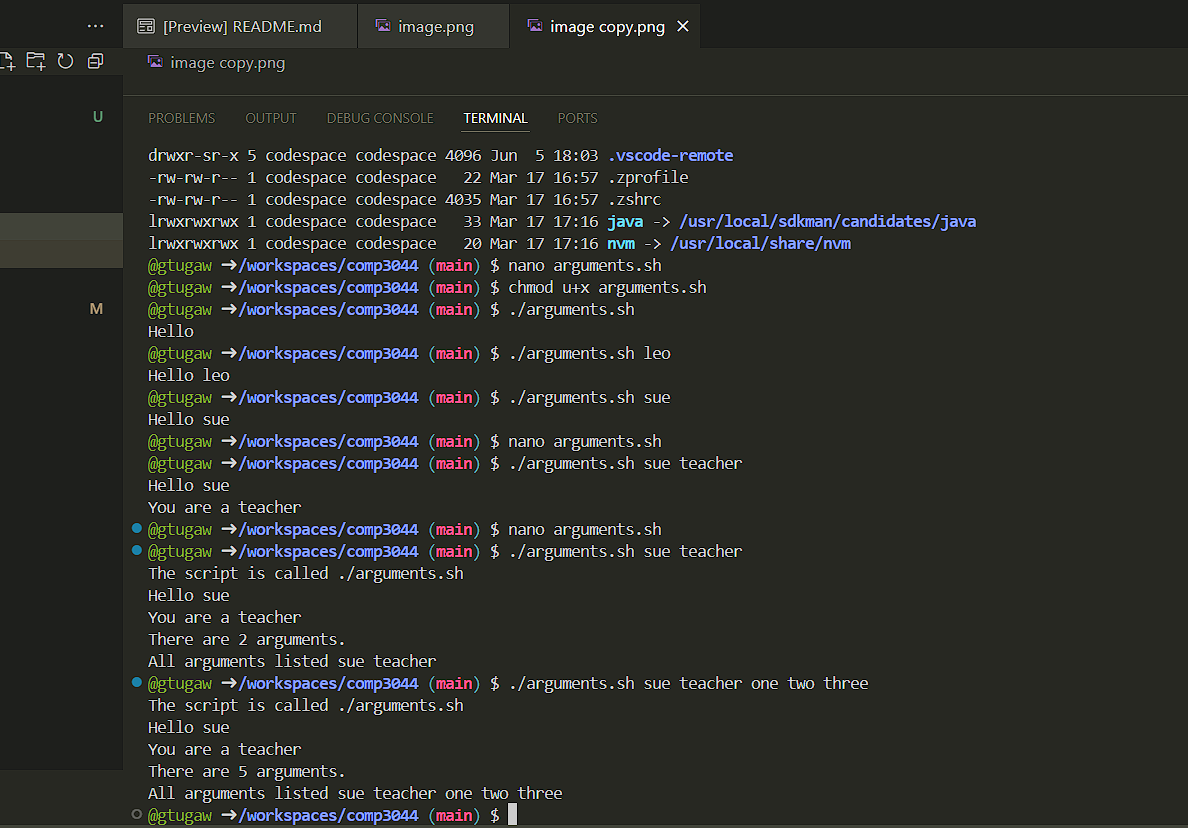 [Preview] README.md
image.png
image copy.png
image copy.png
U
M
PROBLEMS OUTPUT DEBUG CONSOLE TERMINAL PORTS
drwxr-sr-x 5 codespace codespace 4096 Jun  5 18:03 .vscode-remote
-rw-rw-r-- 1 codespace codespace   22 Mar 17 16:57 .zprofile
-rw-rw-r-- 1 codespace codespace 4035 Mar 17 16:57 .zshrc
lrwxrwxrwx 1 codespace codespace   33 Mar 17 17:16 java -> /usr/local/sdkman/candidates/java
lrwxrwxrwx 1 codespace codespace   20 Mar 17 17:16 nvm -> /usr/local/share/nvm
@gtugaw ➜/workspaces/comp3044 (main) $ nano arguments.sh
@gtugaw ➜/workspaces/comp3044 (main) $ chmod u+x arguments.sh
@gtugaw ➜/workspaces/comp3044 (main) $ ./arguments.sh
Hello
@gtugaw ➜/workspaces/comp3044 (main) $ ./arguments.sh leo
Hello leo
@gtugaw ➜/workspaces/comp3044 (main) $ ./arguments.sh sue
Hello sue
@gtugaw ➜/workspaces/comp3044 (main) $ nano arguments.sh
@gtugaw ➜/workspaces/comp3044 (main) $ ./arguments.sh sue teacher
Hello sue
You are a teacher
@gtugaw ➜/workspaces/comp3044 (main) $ nano arguments.sh
@gtugaw ➜/workspaces/comp3044 (main) $ ./arguments.sh sue teacher
The script is called ./arguments.sh
Hello sue
You are a teacher
There are 2 arguments.
All arguments listed sue teacher
@gtugaw ➜/workspaces/comp3044 (main) $ ./arguments.sh sue teacher one two three
The script is called ./arguments.sh
Hello sue
You are a teacher
There are 5 arguments.
All arguments listed sue teacher one two three
@gtugaw ➜/workspaces/comp3044 (main) $